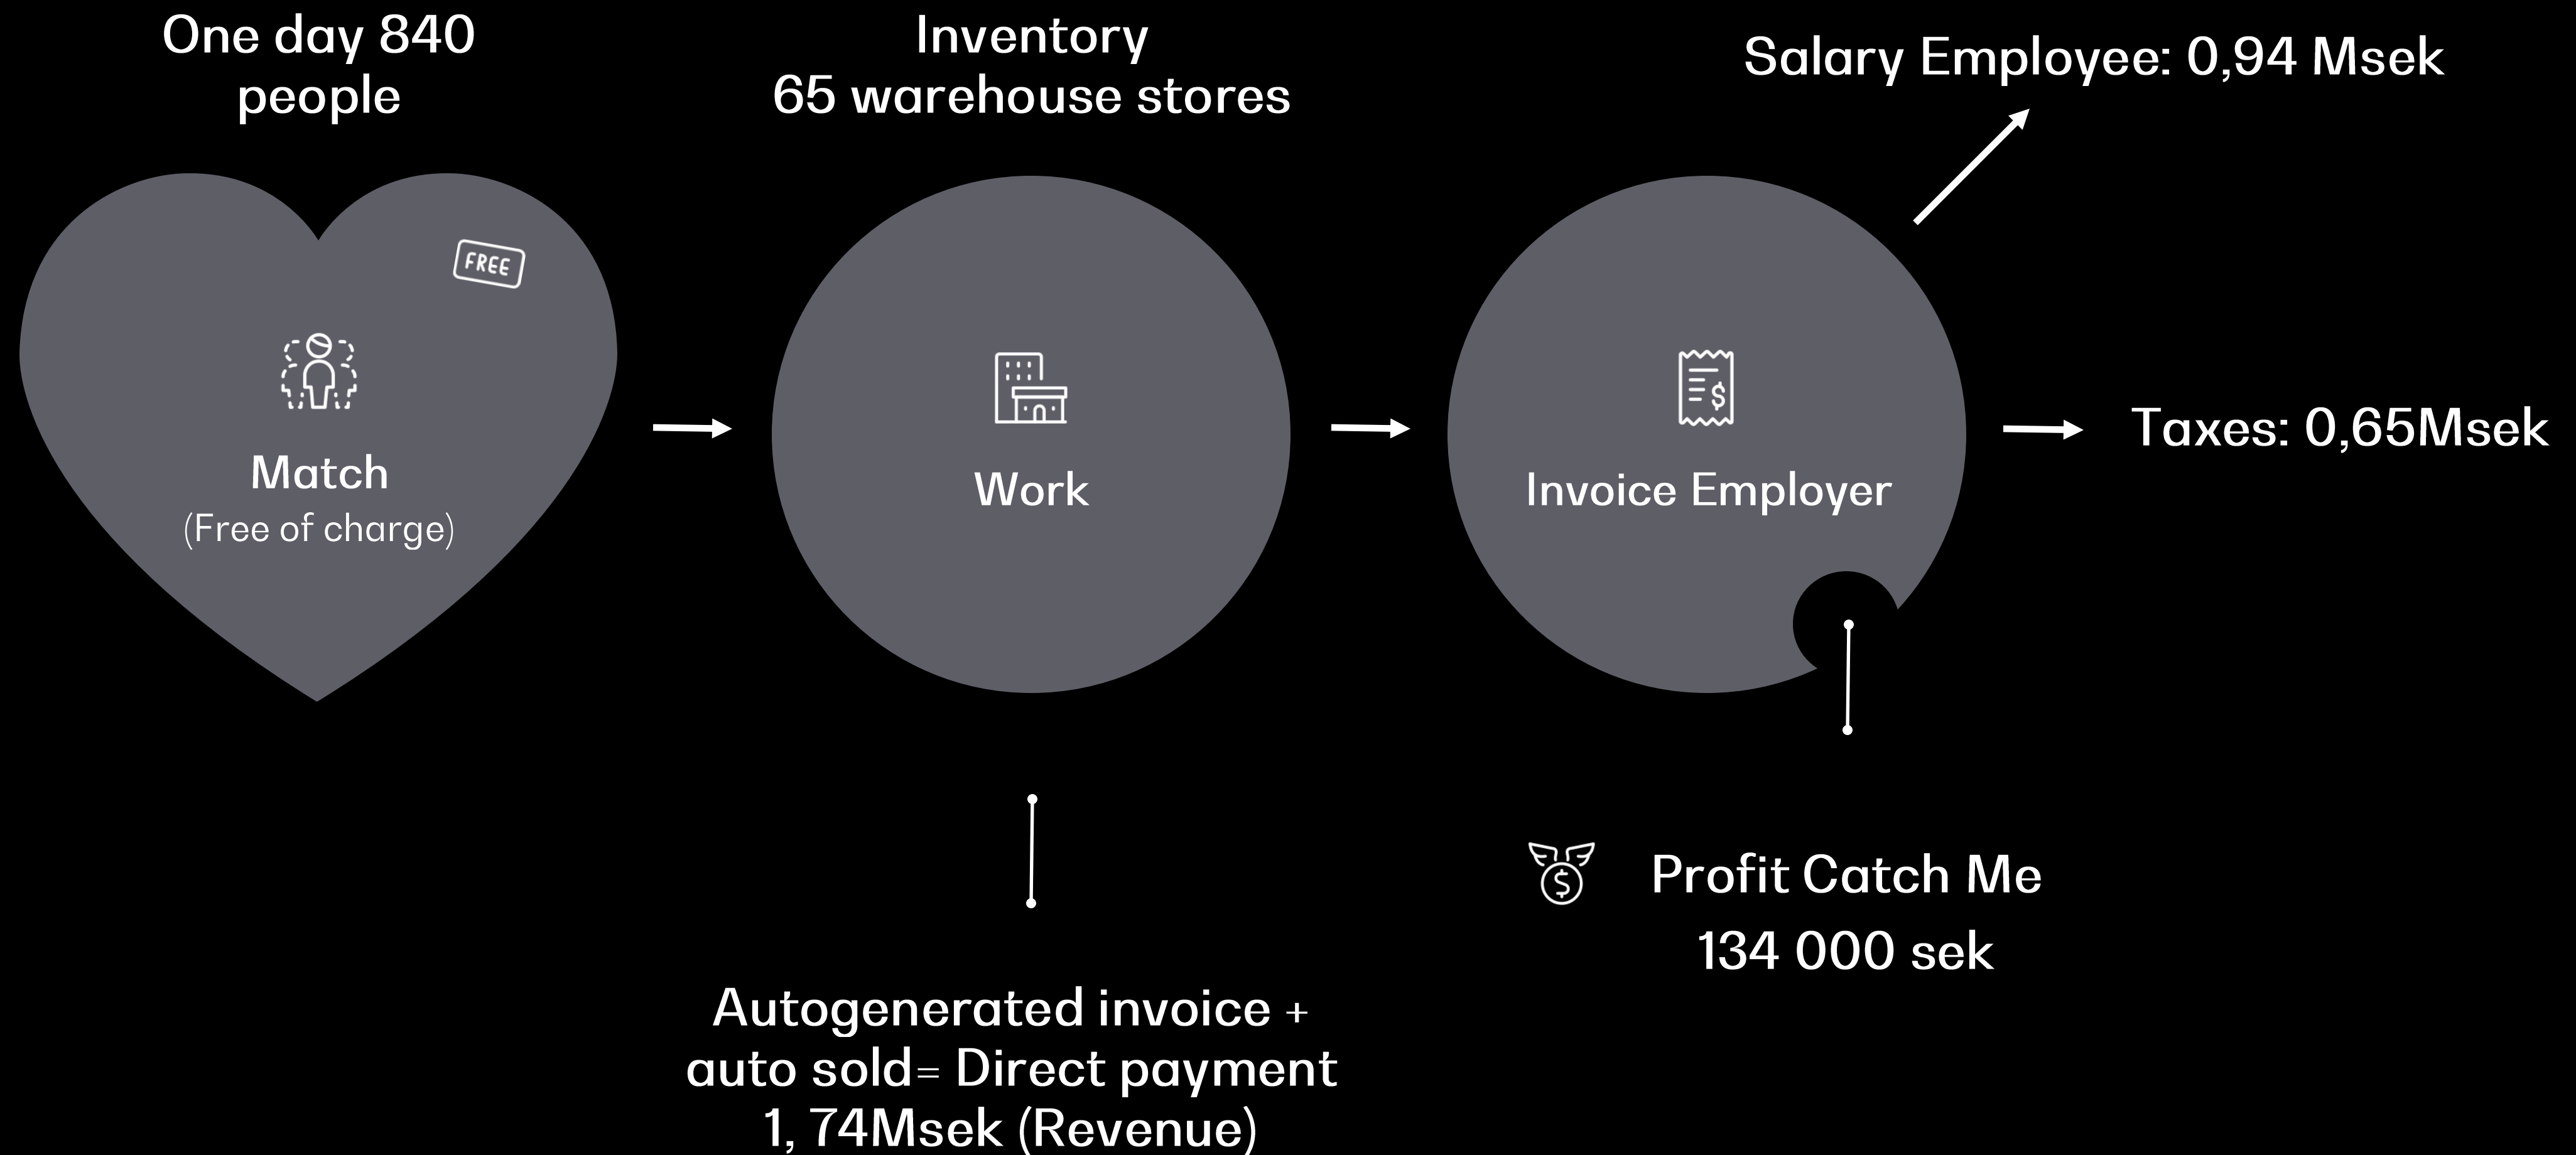 One day 840
people
Inventory
65 warehouse stores
Salary Employee: 0,94 Msek
FREE
Match
(Free of charge)
Work
Invoice Employer
Taxes: 0,65Msek
Autogenerated invoice +
auto sold= Direct payment
1, 74Msek (Revenue)
Profit Catch Me
134 000 sek